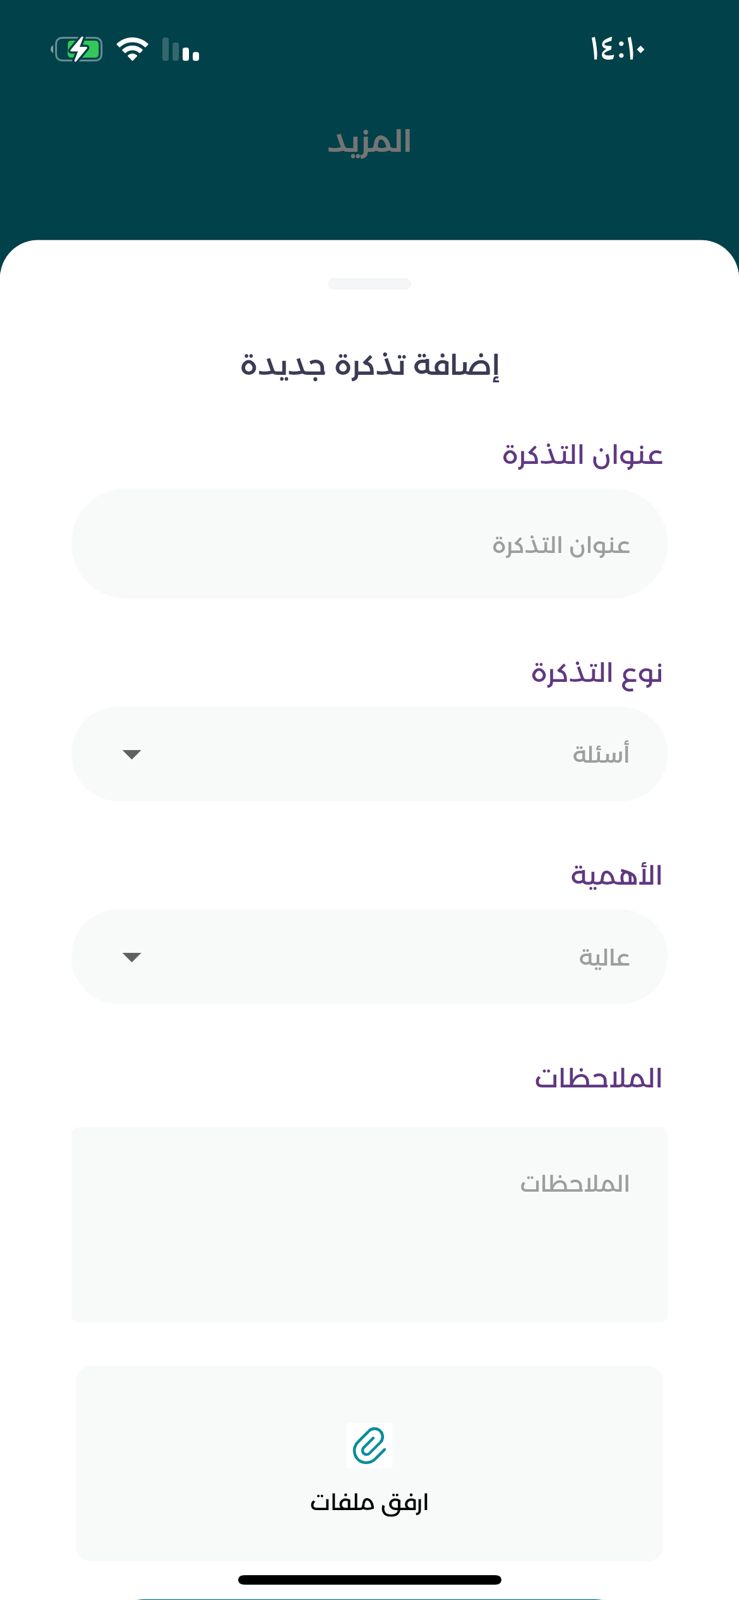 ١٤:١٠
المزيد
إضافة تذكرة جديدة
عنوان التذكرة
عنوان التذكرة
نوع التذكرة
أسئلة
الأهمية
عالية
الملاحظات
الملاحظات
ارفق ملفات